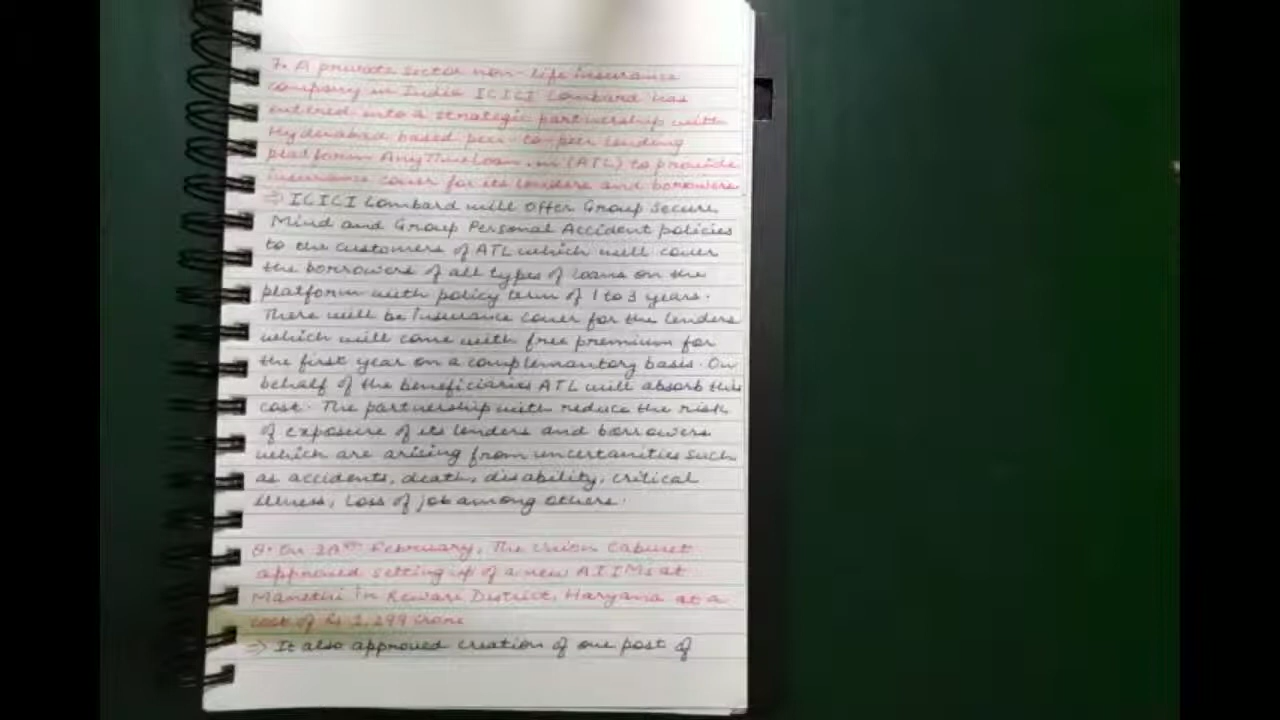 7. A private sector non-life insurance
company in India ICICI Lombard has
entered into a strategic partnership with
Hyderabad based peer-to-peer lending
platform AnyTimeLoan.in (ATL) to provide
insurance cover for its lenders and borrowers
⇒ ICICI Lombard will offer Group Secure
Mind and Group Personal Accident policies
to the customers of ATL which will cover
the borrowers of all types of loans on the
platform with policy term of 1 to 3 years.
There will be Insurance cover for the lenders
which will come with free premium for
the first year on a complementory basis. On
behalf of the beneficiaries ATL will absorb this
cost. The partnership with reduce the risk
of exposure of its lenders and borrowers
which are arising from uncertanities such
as accidents, death, disability, critical
illness, loss of job among others.
8. On February, The Union Cabinet
approved setting up of a new AIIMs at
Manethi in Rewari District, Haryana at a
cost of Rs 1,299 crore
⇒ It also approved creation of one post of